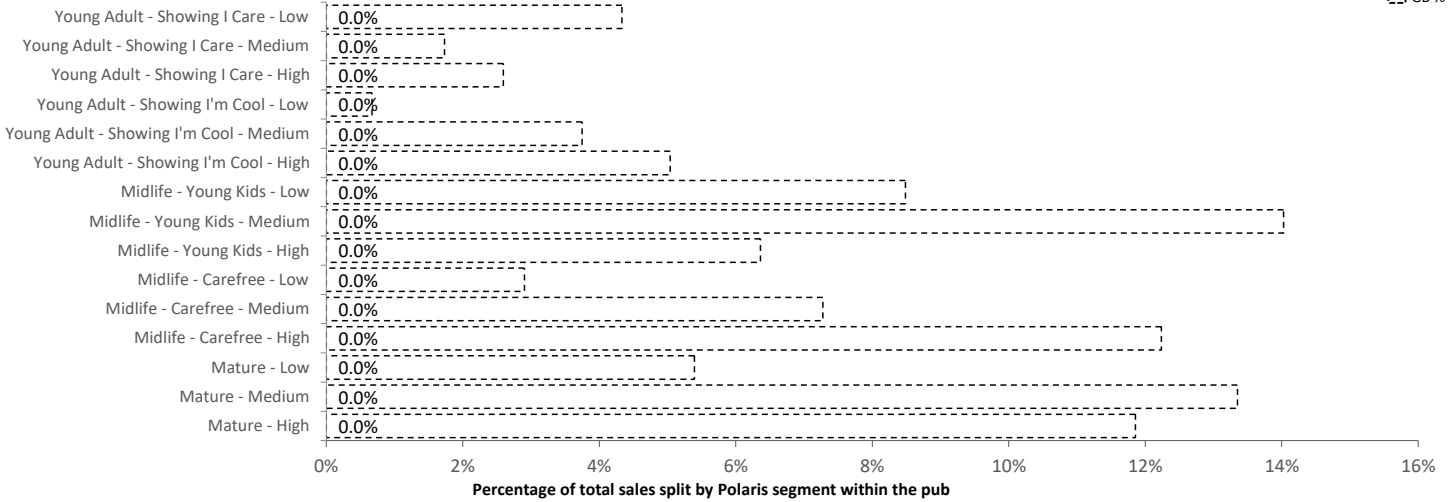 Young Adult - Showing I Care - Low 0.0%
Young Adult - Showing I Care - Medium 0.0%
Young Adult - Showing I Care - High 0.0%
Young Adult - Showing I'm Cool - Low 0.0%
Young Adult - Showing I'm Cool - Medium 0.0%
Young Adult - Showing I'm Cool - High 0.0%
Midlife - Young Kids - Low 0.0%
Midlife - Young Kids - Medium 0.0%
Midlife - Young Kids - High 0.0%
Midlife - Carefree - Low 0.0%
Midlife - Carefree - Medium 0.0%
Midlife - Carefree - High 0.0%
Mature - Low 0.0%
Mature - Medium 0.0%
Mature - High 0.0%
0% 2% 4% 6% 8% 10% 12% 14% 16%
Percentage of total sales split by Polaris segment within the pub